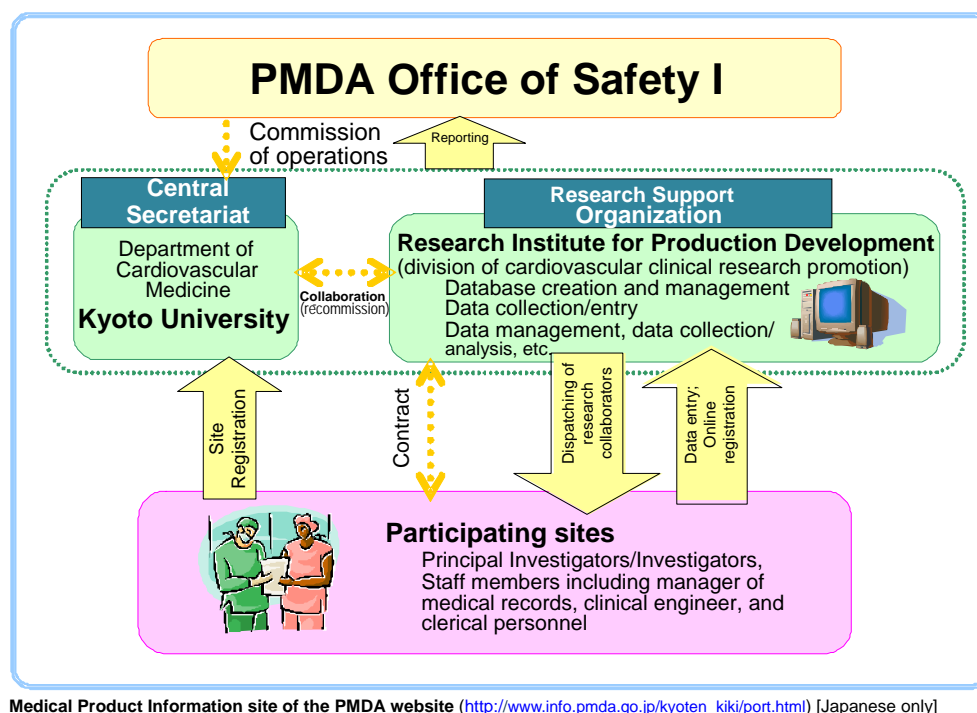 PMDA Office of Safety I
Commission
of operations
Reporting
Central
Secretariat
Department of
Cardiovascular
Medicine
Kyoto University
Collaboration
(recommission)
Research Support
Organization
Research Institute for Production Development
(division of cardiovascular clinical research promotion)
Database creation and management
Data collection/entry
Data management, data collection/
analysis, etc.
Site
Registration
Contract
Dispatching of
research
collaborators
Data entry;
Online
registration
Participating sites
Principal Investigators/Investigators,
Staff members including manager of
medical records, clinical engineer, and
clerical personnel
Medical Product Information site of the PMDA website (http://www.info.pmda.go.jp/kyoten_kiki/port.html) [Japanese only]